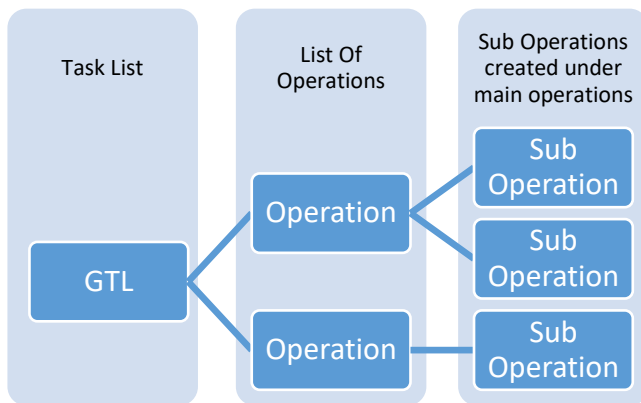 Task List
List Of
Operations
Sub Operations
created under
main operations
GTL
Operation
Operation
Sub
Operation
Sub
Operation
Sub
Operation